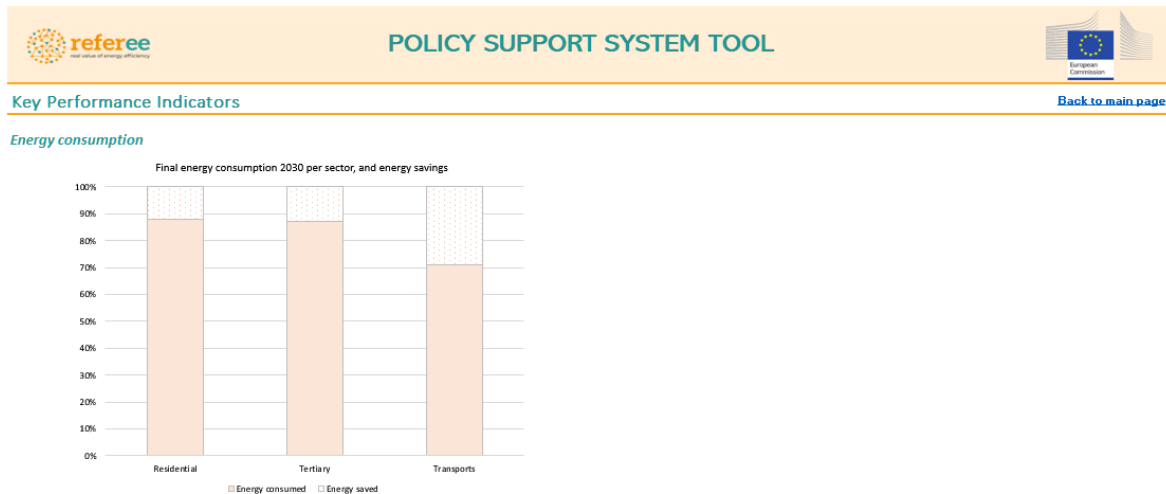 referee
real value of energy efficiency
POLICY SUPPORT SYSTEM TOOL
European
Commission
Key Performance Indicators
Back to main page
Energy consumption
Final energy consumption 2030 per sector, and energy savings
100%
90%
80%
70%
60%
50%
40%
30%
20%
10%
0%
Residential Tertiary Transports
Energy consumed Energy saved